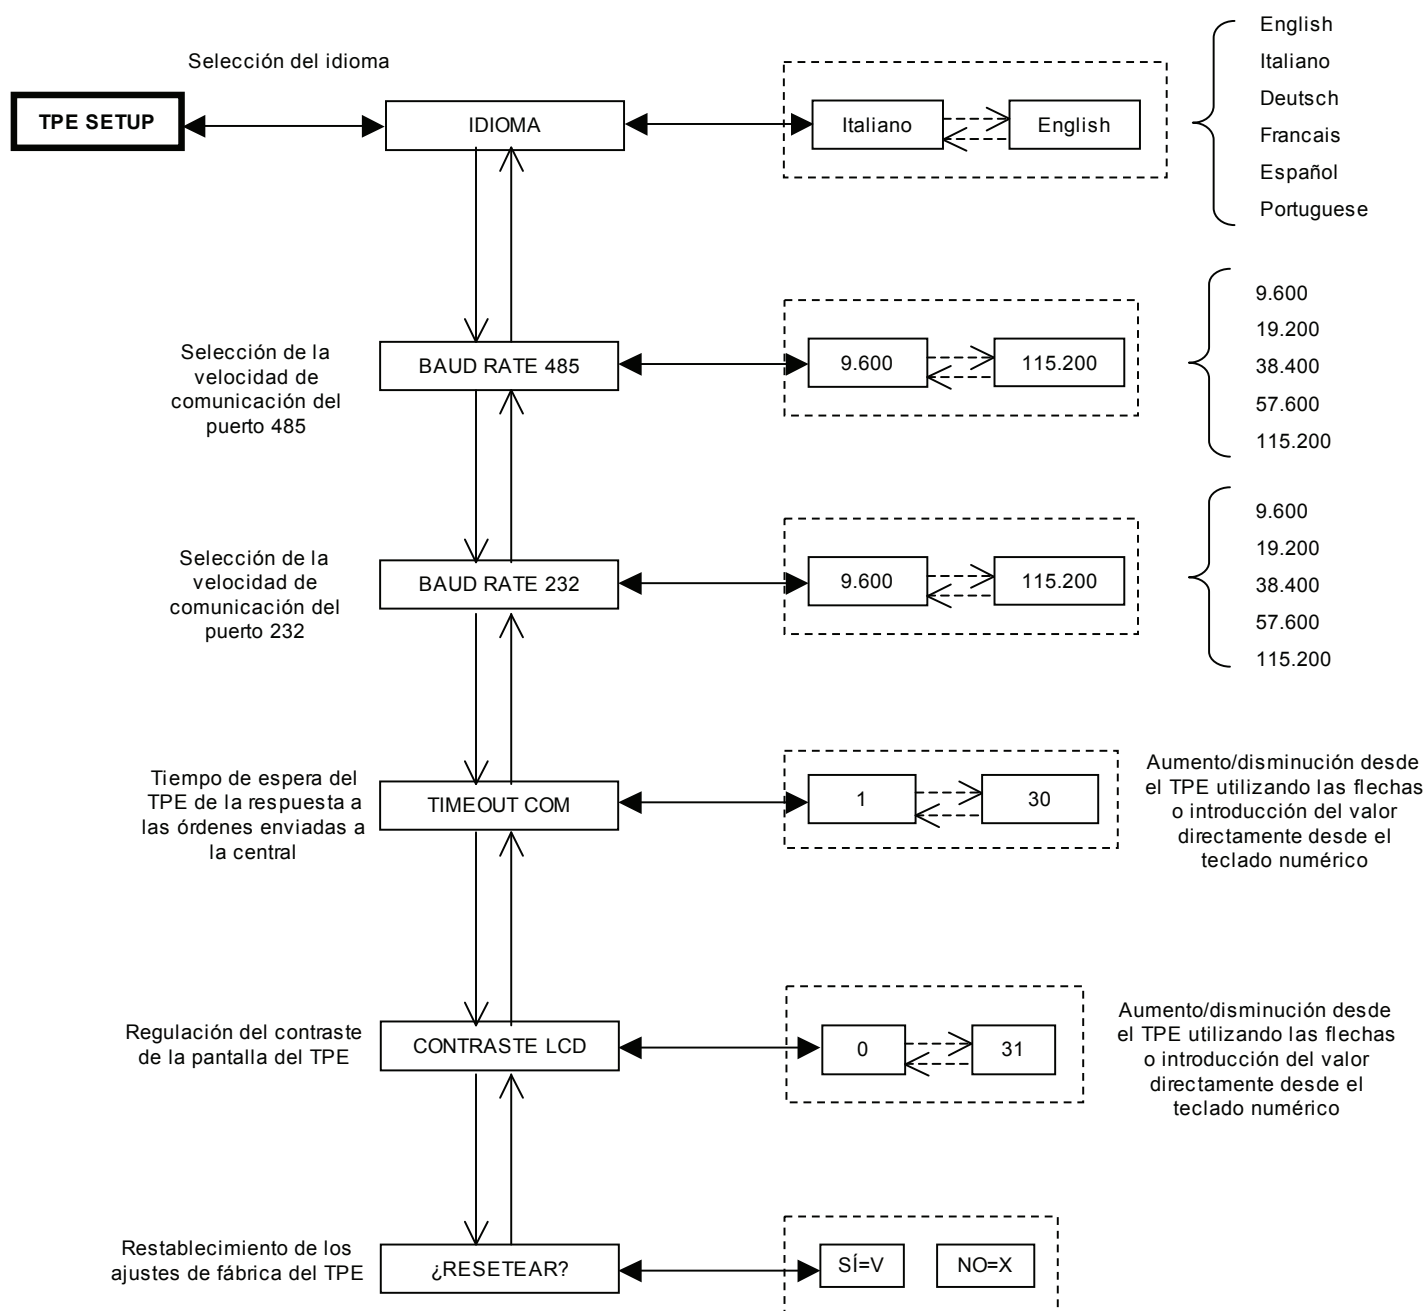 Selección del idioma
TPE SETUP
IDIOMA
Italiano
English
English
Italiano
Deutsch
Francais
Español
Portuguese
Selección de la
velocidad de
comunicación del
puerto 485
BAUD RATE 485
9.600
115.200
9.600
19.200
38.400
57.600
115.200
Selección de la
velocidad de
comunicación del
puerto 232
BAUD RATE 232
9.600
115.200
9.600
19.200
38.400
57.600
115.200
Tiempo de espera del
TPE de la respuesta a
las órdenes enviadas a
la central
TIMEOUT COM
1
30
Aumento/disminución desde
el TPE utilizando las flechas
o introducción del valor
directamente desde el
teclado numérico
Regulación del contraste
de la pantalla del TPE
CONTRASTE LCD
0
31
Aumento/disminución desde
el TPE utilizando las flechas
o introducción del valor
directamente desde el
teclado numérico
Restablecimiento de los
ajustes de fábrica del TPE
¿RESETEAR?
SÍ=V
NO=X